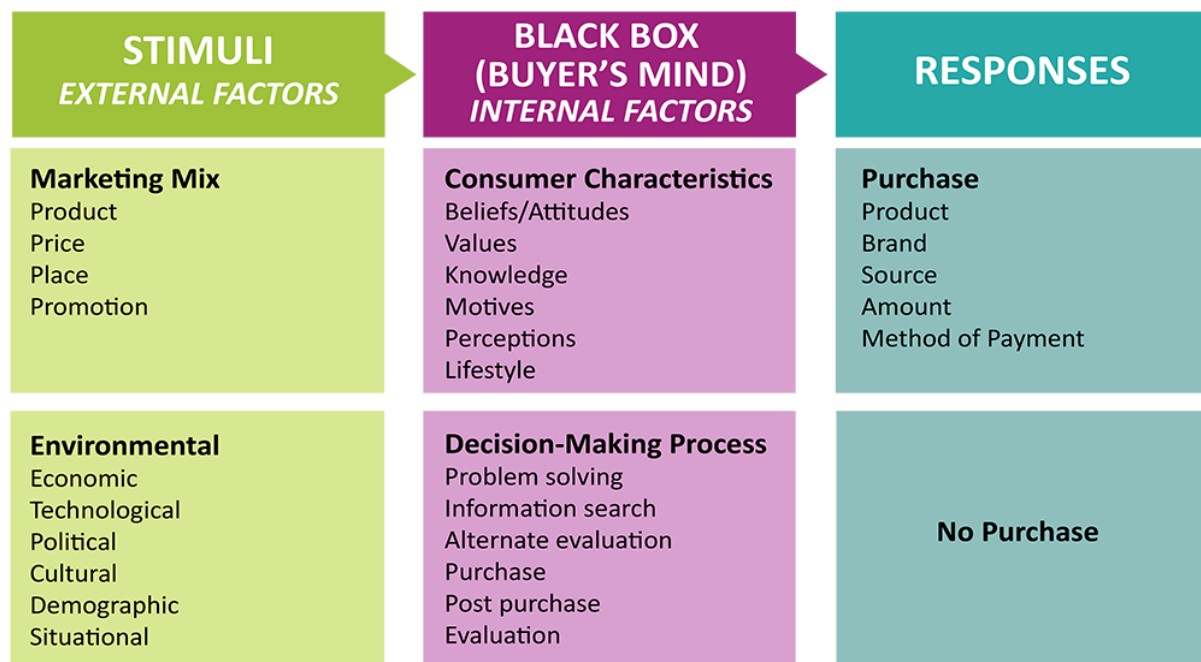 STIMULI
EXTERNAL FACTORS
BLACK BOX
(BUYER'S MIND)
INTERNAL FACTORS
RESPONSES
Marketing Mix
Product
Price
Place
Promotion
Consumer Characteristics
Beliefs/Attitudes
Values
Knowledge
Motives
Perceptions
Lifestyle
Purchase
Product
Brand
Source
Amount
Method of Payment
Environmental
Economic
Technological
Political
Cultural
Demographic
Situational
Decision-Making Process
Problem solving
Information search
Alternate evaluation
Purchase
Post purchase
Evaluation
No Purchase